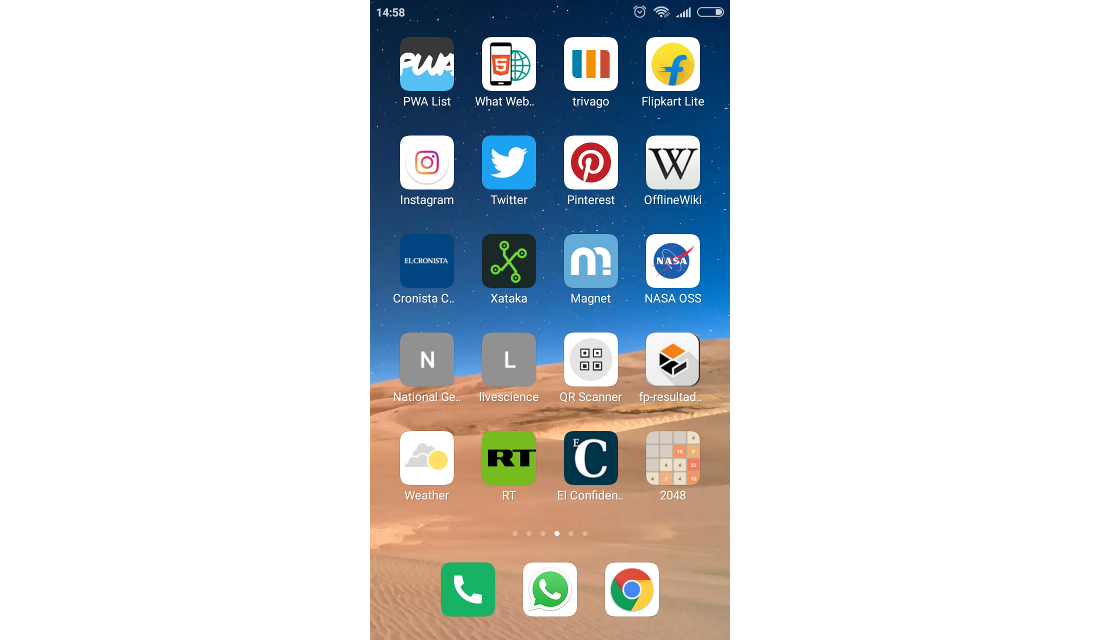 14:58
PWA
5
PWA List
What Web..
trivago
Flipkart Lite
W
Instagram
Twitter
Pinterest
OfflineWiki
EL CRONISTA
m!
NASA
Cronista C..
Xataka
Magnet
NASA OSS
N
L
National Ge..
livescience
QR Scanner
fp-resultad..
RT
E
C
Weather
RT
El Confiden..
2048